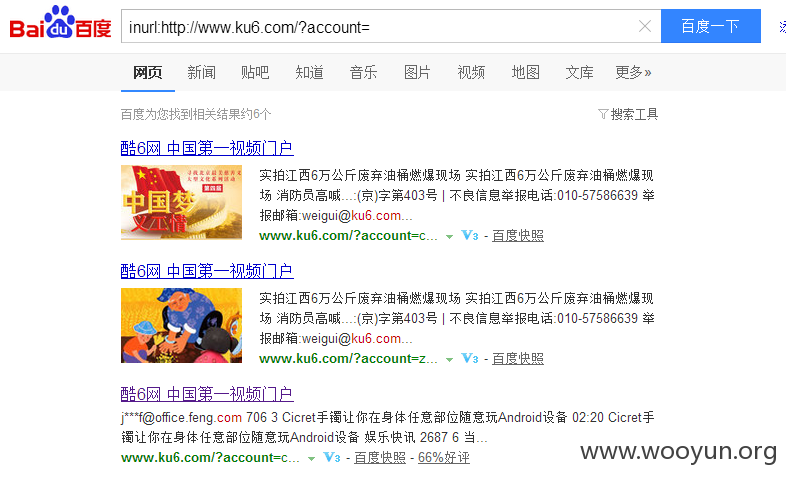 Bai du 百度 inurl:http://www.ku6.com/?account= 百度一下
网页 新闻 贴吧 知道 音乐 图片 视频 地图 文库 更多»
百度为您找到相关结果约6个 搜索工具
酷6网 中国第一视频门户
实拍江西6万公斤废弃油桶燃爆现场 实拍江西6万公斤废弃油桶燃爆现
场 消防员高喊...:(京)字第403号 | 不良信息举报电话:010-57586639 举
报邮箱:weigui@ku6.com...
www.ku6.com/?account=c... V3 - 百度快照
第四届
中国梦
酷6网 中国第一视频门户
实拍江西6万公斤废弃油桶燃爆现场 实拍江西6万公斤废弃油桶燃爆现
场 消防员高喊...:(京)字第403号 | 不良信息举报电话:010-57586639 举
报邮箱:weigui@ku6.com...
www.ku6.com/?account=z... V3 - 百度快照
酷6网 中国第一视频门户
j***f@office.feng.com 706 3 Cicret手镯让你在身体任意部位随意玩Android设备 02:20 Cicret手
镯让你在身体任意部位随意玩Android设备 娱乐快讯 2687 6 当...
www.ku6.com/?account=c... V3 - 百度快照 - 66%好评
www.wooyun.org